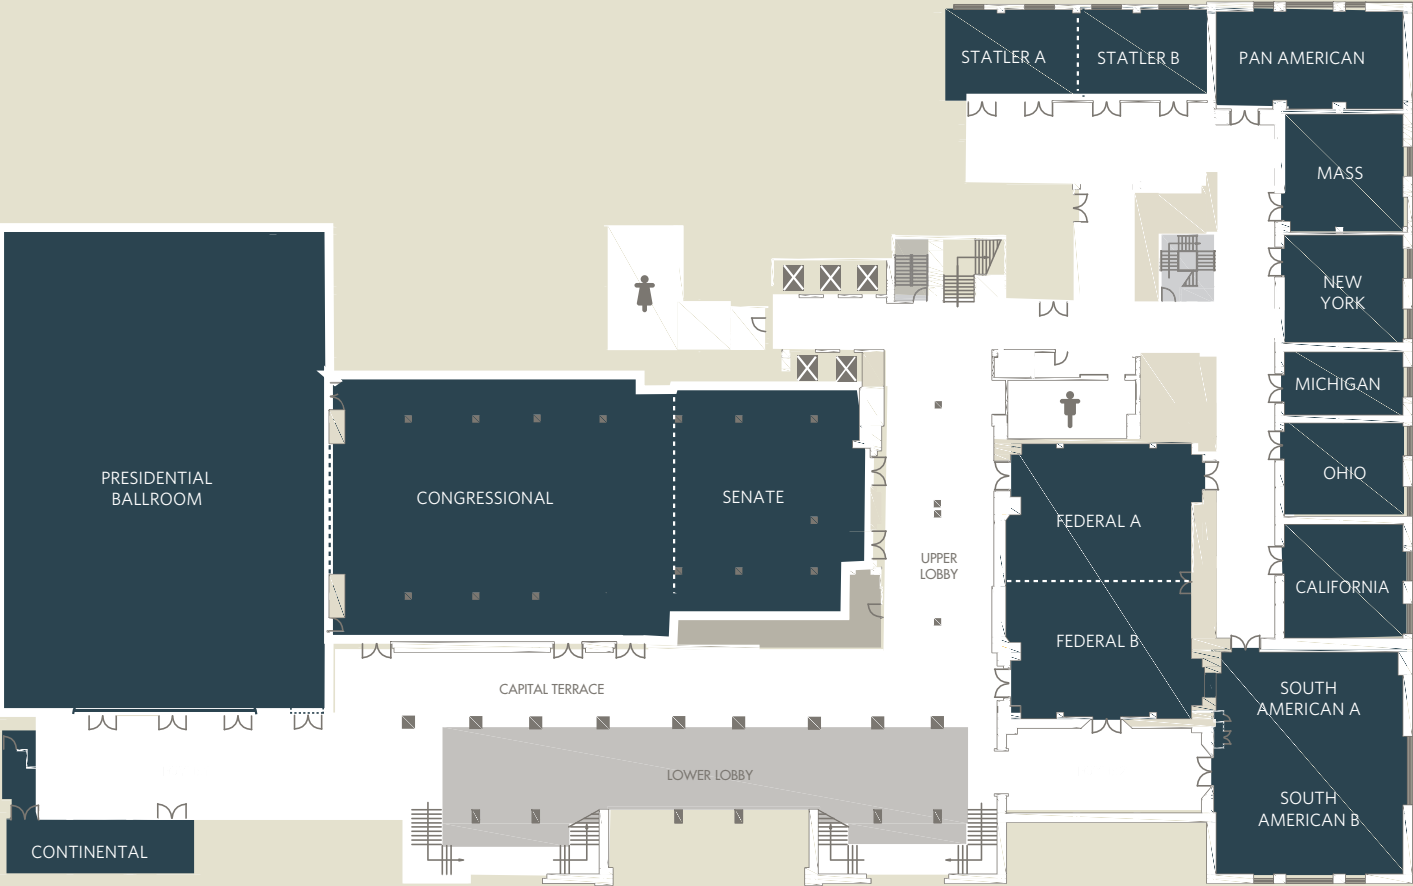 STATLER A
STATLER B
PAN AMERICAN
MASS
NEW
YORK
MICHIGAN
OHIO
CALIFORNIA
PRESIDENTIAL
BALLROOM
CONGRESSIONAL
SENATE
UPPER
LOBBY
FEDERAL A
FEDERAL B
CAPITAL TERRACE
LOWER LOBBY
SOUTH
AMERICAN A
SOUTH
AMERICAN B
CONTINENTAL